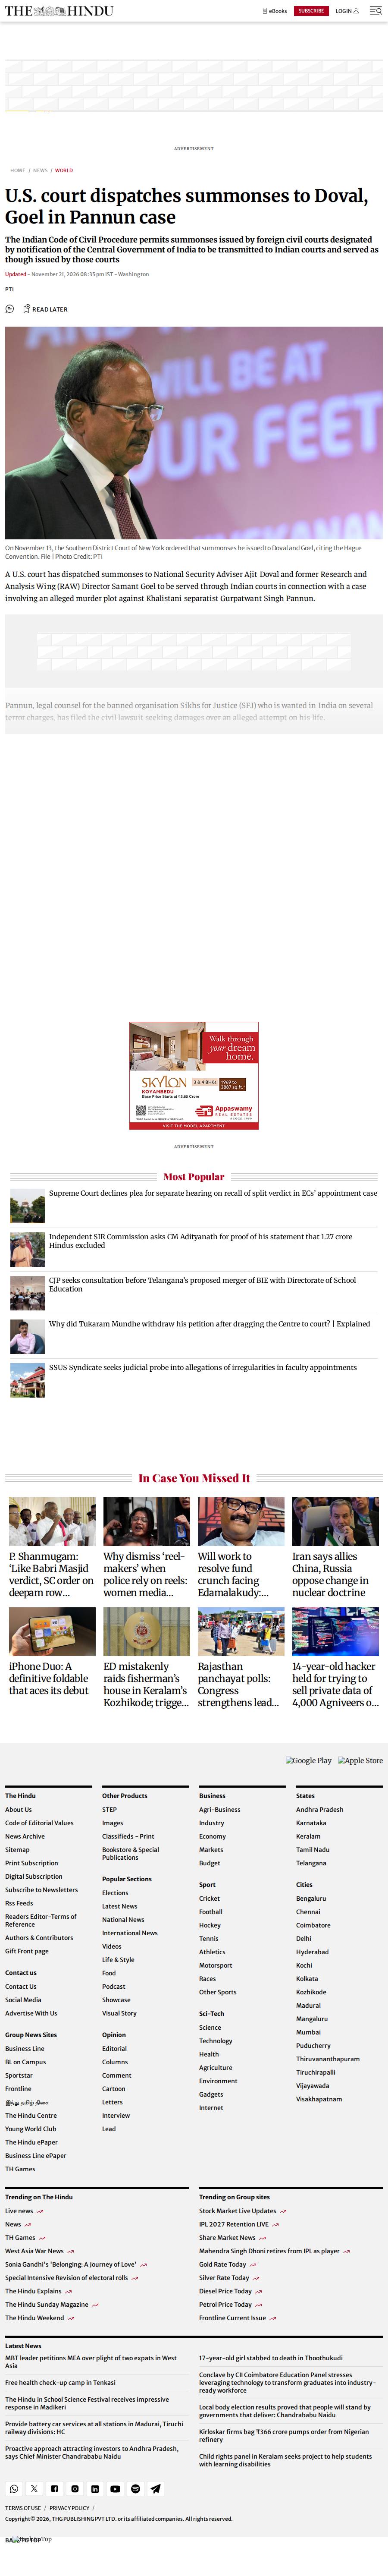 THE HINDU
eBooks
SUBSCRIBE
LOGIN
ADVERTISEMENT
HOME / NEWS / WORLD
U.S. court dispatches summonses to Doval,
Goel in Pannun case
The Indian Code of Civil Procedure permits summonses issued by foreign civil courts designated
by notification of the Central Government of India to be transmitted to Indian courts and served as
though issued by those courts
Updated - November 21, 2026 08:35 pm IST - Washington
PTI
READ LATER
CRIME FEE
On November 13, the Southern District Court of New York ordered that summonses be issued to Doval and Goel, citing the Hague
Convention. File | Photo Credit: PTI
A U.S. court has dispatched summonses to National Security Adviser Ajit Doval and former Research and
Analysis Wing (RAW) Director Samant Goel to be served through Indian courts in connection with a case
involving an alleged murder plot against Khalistani separatist Gurpatwant Singh Pannun.
Pannun, legal counsel for the banned organisation Sikhs for Justice (SFJ) who is wanted in India on several
terror charges, has filed the civil lawsuit seeking damages over an alleged attempt on his life.
Walk through
your dream
home.
SKYLON
KOYAMBEDU
3 & 4 BHKs
1969 to
2887 sq.ft.
Base Price Starts at ₹3.63 Crore
Appaswamy
REAL ESTATES
VISIT THE MODEL APARTMENT
ADVERTISEMENT
Most Popular
Supreme Court declines plea for separate hearing on recall of split verdict in ECs' appointment case
Independent SIR Commission asks CM Adityanath for proof of his statement that 1.27 crore
Hindus excluded
CJP seeks consultation before Telangana's proposed merger of BIE with Directorate of School
Education
Why did Tukaram Mundhe withdraw his petition after dragging the Centre to court? | Explained
SSUS Syndicate seeks judicial probe into allegations of irregularities in faculty appointments
In Case You Missed It
P. Shanmugam:
'Like Babri Masjid
verdict, SC order on
deepam row...
Why dismiss 'reel-
makers' when
police rely on reels:
women media...
Will work to
resolve fund
crunch facing
Edamalakudy:...
Iran says allies
China, Russia
oppose change in
nuclear doctrine
iPhone Duo: A
definitive foldable
that aces its debut
ED mistakenly
raids fisherman's
house in Keralam's
Kozhikode; trigge...
Rajasthan
panchayat polls:
Congress
strengthens lead...
14-year-old hacker
held for trying to
sell private data of
4,000 Agniveers o...
Google Play
Apple Store
The Hindu
About Us
Code of Editorial Values
News Archive
Sitemap
Print Subscription
Digital Subscription
Subscribe to Newsletters
Rss Feeds
Readers Editor-Terms of
Reference
Authors & Contributors
Gift Front page
Contact us
Contact Us
Social Media
Advertise With Us
Group News Sites
Business Line
BL on Campus
Sportstar
Frontline
இந்து தமிழ் திசை
The Hindu Centre
Young World Club
The Hindu ePaper
Business Line ePaper
TH Games
Other Products
STEP
Images
Classifieds - Print
Bookstore & Special
Publications
Popular Sections
Elections
Latest News
National News
International News
Videos
Life & Style
Food
Podcast
Showcase
Visual Story
Opinion
Editorial
Columns
Comment
Cartoon
Letters
Interview
Lead
Business
Agri-Business
Industry
Economy
Markets
Budget
Sport
Cricket
Football
Hockey
Tennis
Athletics
Motorsport
Races
Other Sports
Sci-Tech
Science
Technology
Health
Agriculture
Environment
Gadgets
Internet
States
Andhra Pradesh
Karnataka
Keralam
Tamil Nadu
Telangana
Cities
Bengaluru
Chennai
Coimbatore
Delhi
Hyderabad
Kochi
Kolkata
Kozhikode
Madurai
Mangaluru
Mumbai
Puducherry
Thiruvananthapuram
Tiruchirapalli
Vijayawada
Visakhapatnam
Trending on The Hindu
Live news
News
TH Games
West Asia War News
Sonia Gandhi's 'Belonging: A Journey of Love'
Special Intensive Revision of electoral rolls
The Hindu Explains
The Hindu Sunday Magazine
The Hindu Weekend
Trending on Group sites
Stock Market Live Updates
IPL 2027 Retention LIVE
Share Market News
Mahendra Singh Dhoni retires from IPL as player
Gold Rate Today
Silver Rate Today
Diesel Price Today
Petrol Price Today
Frontline Current Issue
Latest News
MBT leader petitions MEA over plight of two expats in West
Asia
Free health check-up camp in Tenkasi
The Hindu in School Science Festival receives impressive
response in Madikeri
Provide battery car services at all stations in Madurai, Tiruchi
railway divisions: HC
Proactive approach attracting investors to Andhra Pradesh,
says Chief Minister Chandrababu Naidu
17-year-old girl stabbed to death in Thoothukudi
Conclave by CII Coimbatore Education Panel stresses
leveraging technology to transform graduates into industry-
ready workforce
Local body election results proved that people will stand by
governments that deliver: Chandrababu Naidu
Kirloskar firms bag ₹366 crore pumps order from Nigerian
refinery
Children rights panel in Keralam seeks project to help students
with learning disabilities
TERMS OF USE / PRIVACY POLICY /
Copyright© 2026, THG PUBLISHING PVT LTD. or its affiliated companies. All rights reserved.
BACK TO TOP